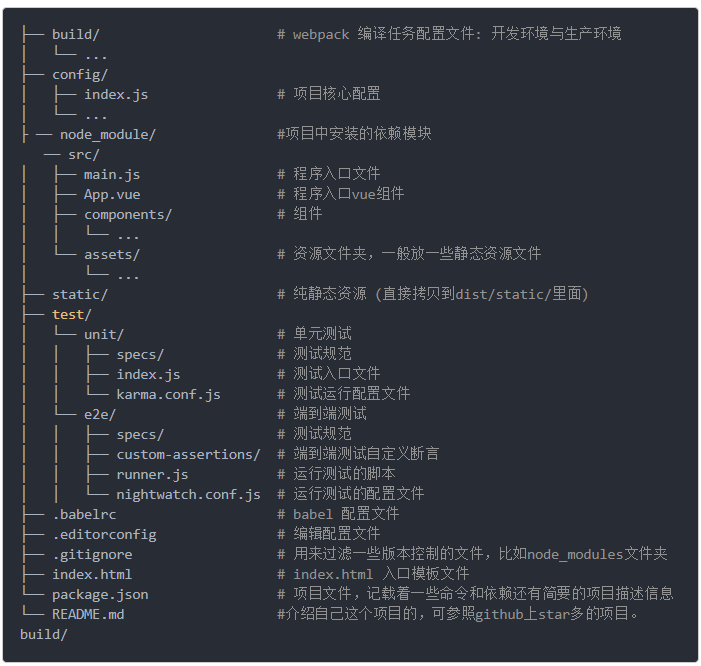 ├── build/                      # webpack 编译任务配置文件: 开发环境与生产环境
│   └── ...
├── config/
│   ├── index.js                # 项目核心配置
│   └── ...
├ ── node_module/               #项目中安装的依赖模块
   ── src/
│   ├── main.js                 # 程序入口文件
│   ├── App.vue                 # 程序入口vue组件
│   ├── components/             # 组件
│   │   └── ...
│   └── assets/                 # 资源文件夹，一般放一些静态资源文件
│       └── ...
├── static/                     # 纯静态资源 (直接拷贝到dist/static/里面)
├── test/
│   └── unit/                   # 单元测试
│   │   ├── specs/              # 测试规范
│   │   ├── index.js            # 测试入口文件
│   │   └── karma.conf.js       # 测试运行配置文件
│   └── e2e/                    # 端到端测试
│   │   ├── specs/              # 测试规范
│   │   ├── custom-assertions/  # 端到端测试自定义断言
│   │   ├── runner.js           # 运行测试的脚本
│   │   └── nightwatch.conf.js  # 运行测试的配置文件
├── .babelrc                    # babel 配置文件
├── .editorconfig               # 编辑配置文件
├── .gitignore                  # 用来过滤一些版本控制的文件，比如node_modules文件夹
├── index.html                  # index.html 入口模板文件
└── package.json                # 项目文件，记载着一些命令和依赖还有简要的项目描述信息
└── README.md                   #介绍自己这个项目的，可参照github上star多的项目。
build/